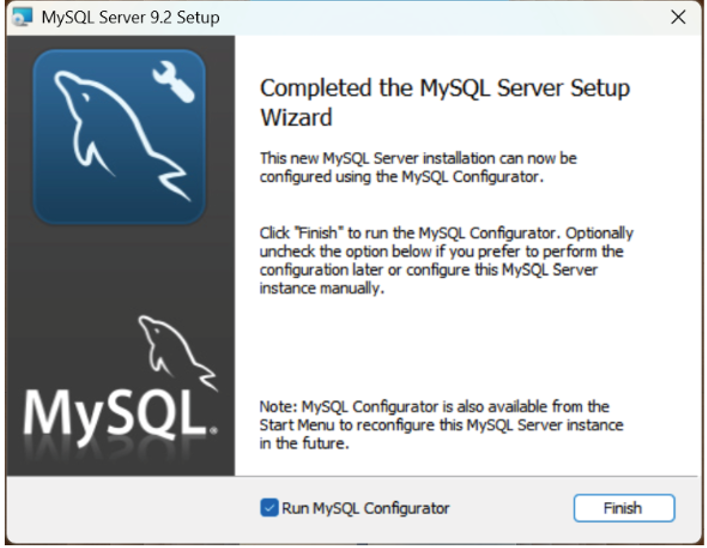 MySQL Server 9.2 Setup
Completed the MySQL Server Setup
Wizard
This new MySQL Server installation can now be
configured using the MySQL Configurator.
Click "Finish" to run the MySQL Configurator. Optionally
uncheck the option below if you prefer to perform the
configuration later or configure this MySQL Server
instance manually.
MySQL.
Note: MySQL Configurator is also available from the
Start Menu to reconfigure this MySQL Server instance
in the future.
Run MySQL Configurator
Finish